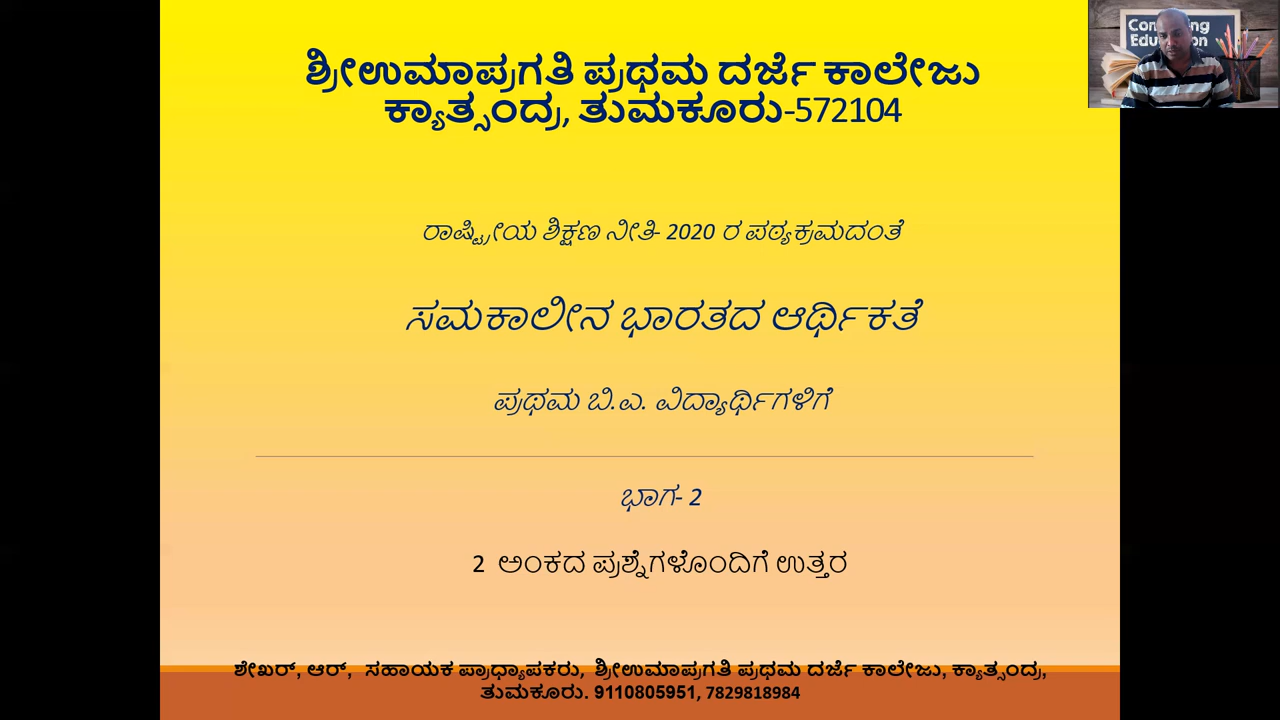 ಶ್ರೀಉಮಾಪ್ರಗತಿ ಪ್ರಥಮ ದರ್ಜೆ ಕಾಲೇಜು
ಕ್ಯಾತ್ಸಂದ್ರ, ತುಮಕೂರು-572104
ರಾಷ್ಟ್ರೀಯ ಶಿಕ್ಷಣ ನೀತಿ- 2020 ರ ಪಠ್ಯಕ್ರಮದಂತೆ
ಸಮಕಾಲೀನ ಭಾರತದ ಆರ್ಥಿಕತೆ
ಪ್ರಥಮ ಬಿ.ಎ. ವಿದ್ಯಾರ್ಥಿಗಳಿಗೆ
ಭಾಗ- 2
2 ಅಂಕದ ಪ್ರಶ್ನೆಗಳೊಂದಿಗೆ ಉತ್ತರ
ಶೇಖರ್, ಆರ್, ಸಹಾಯಕ ಪ್ರಾಧ್ಯಾಪಕರು, ಶ್ರೀಉಮಾಪ್ರಗತಿ ಪ್ರಥಮ ದರ್ಜೆ ಕಾಲೇಜು, ಕ್ಯಾತ್ಸಂದ್ರ,
ತುಮಕೂರು. 9110805951, 7829818984